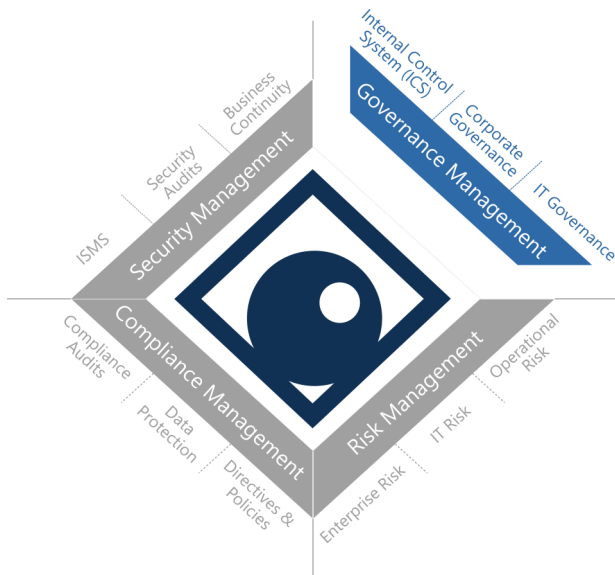 Internal Control
System (ICS)
Corporate
Governance
IT Governance
Governance Management
Business
Continuity
Security
Audits
ISMS
Security Management
Compliance
Audits
Data
Protection
Directives &
Policies
Compliance Management
Operational
Risk
IT Risk
Enterprise Risk
Risk Management